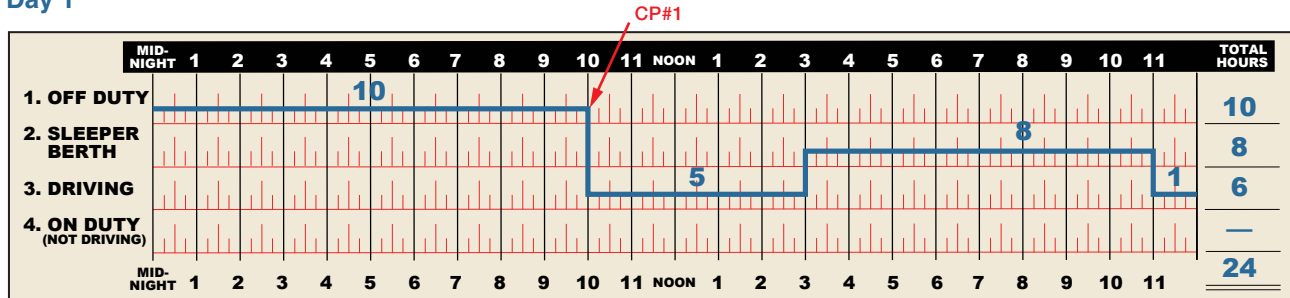 Day 1
CP#1
MID-NIGHT 1 2 3 4 5 6 7 8 9 10 11 NOON 1 2 3 4 5 6 7 8 9 10 11 TOTAL HOURS
1. OFF DUTY 10 10
2. SLEEPER BERTH 8 8
3. DRIVING 5 1 6
4. ON DUTY (NOT DRIVING) —
24
MID-NIGHT 1 2 3 4 5 6 7 8 9 10 11 NOON 1 2 3 4 5 6 7 8 9 10 11